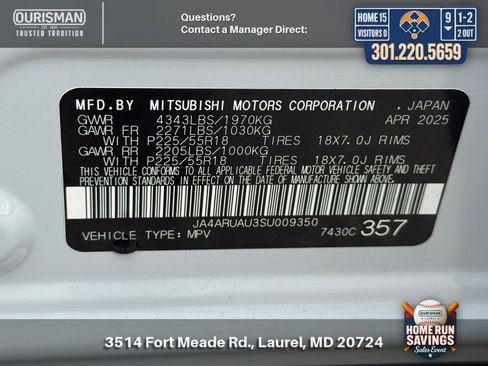 OURISMAN
EST. 1921
TRUSTED TRADITION
Questions?
Contact a Manager Direct:
HOME 15
VISITORS 0
9
1-2
2 OUT
301.220.5659
MFD.BY MITSUBISHI MOTORS CORPORATION . JAPAN
GVWR 4343LBS/1970KG APR 2025
GAWR FR 2271LBS/1030KG
WITH P225/55R18 TIRES 18X7.0J RIMS
GAWR RR 2205LBS/1000KG
WITH P225/55R18 TIRES 18X7.0J RIMS
THIS VEHICLE CONFORMS TO ALL APPLICABLE FEDERAL MOTOR VEHICLE
SAFETY, BUMPER, AND THEFT PREVENTION STANDARDS IN
EFFECT ON THE DATE OF MANUFACTURE SHOWN ABOVE.
JA4ARUAU3SU009350
VEHICLE TYPE: MPV 7430C 357
OURISMAN
HOME RUN
SAVINGS
Sales Event
3514 Fort Meade Rd., Laurel, MD 20724